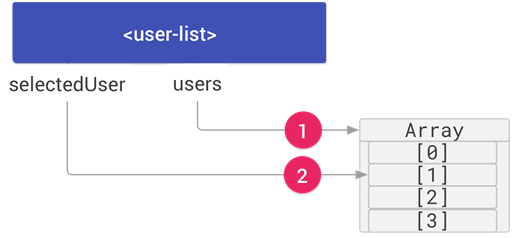 <user-list>
selectedUser
users
1
Array
[0]
2
[1]
[2]
[3]